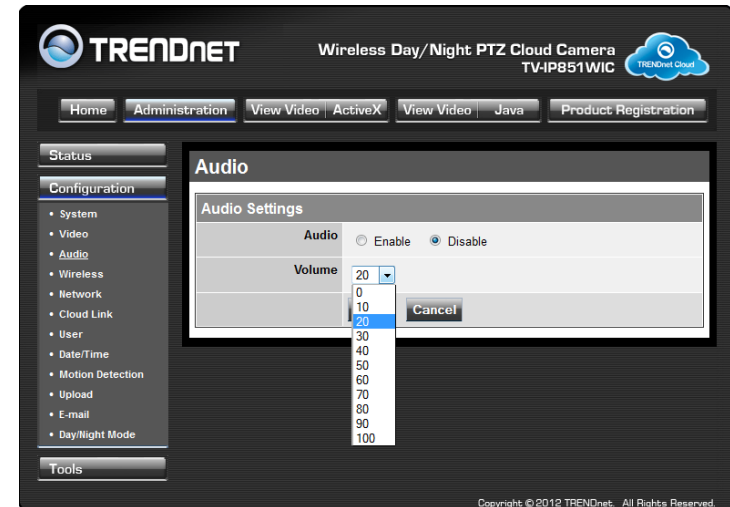 TRENDNET
Wireless Day/Night PTZ Cloud Camera
TV-IP851WIC
TRENDnet Cloud
Home
Administration
View Video
ActiveX
View Video
Java
Product Registration
Status
Configuration
• System
• Video
• Audio
• Wireless
• Network
• Cloud Link
• User
• Date/Time
• Motion Detection
• Upload
• E-mail
• Day/Night Mode
Tools
Audio
Audio Settings
Audio
Enable
Disable
Volume
20
0
10
20
30
40
50
60
70
80
90
100
Cancel
Copyright © 2012 TRENDnet. All Rights Reserved.